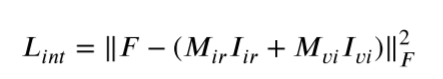 L_{int} = \|F - (M_{ir}I_{ir} + M_{vi}I_{vi})\|_F^2